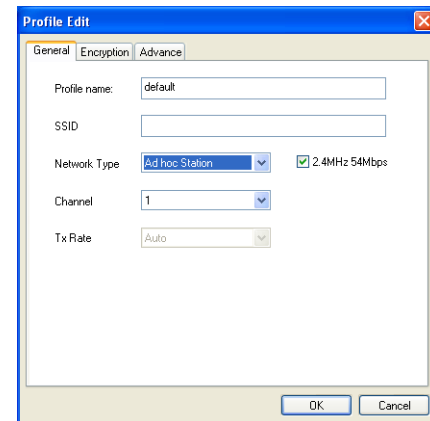 Profile Edit
General Encryption Advance
Profile name: default
SSID
Network Type Ad hoc Station 2.4MHz 54Mbps
Channel 1
Tx Rate Auto
OK Cancel